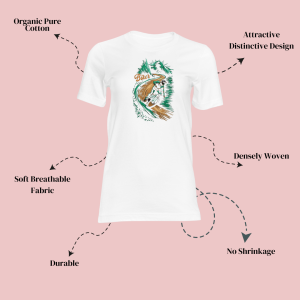 Organic Pure
Cotton
Attractive
Distinctive Design
Densely Woven
Soft Breathable
Fabric
No Shrinkage
Durable